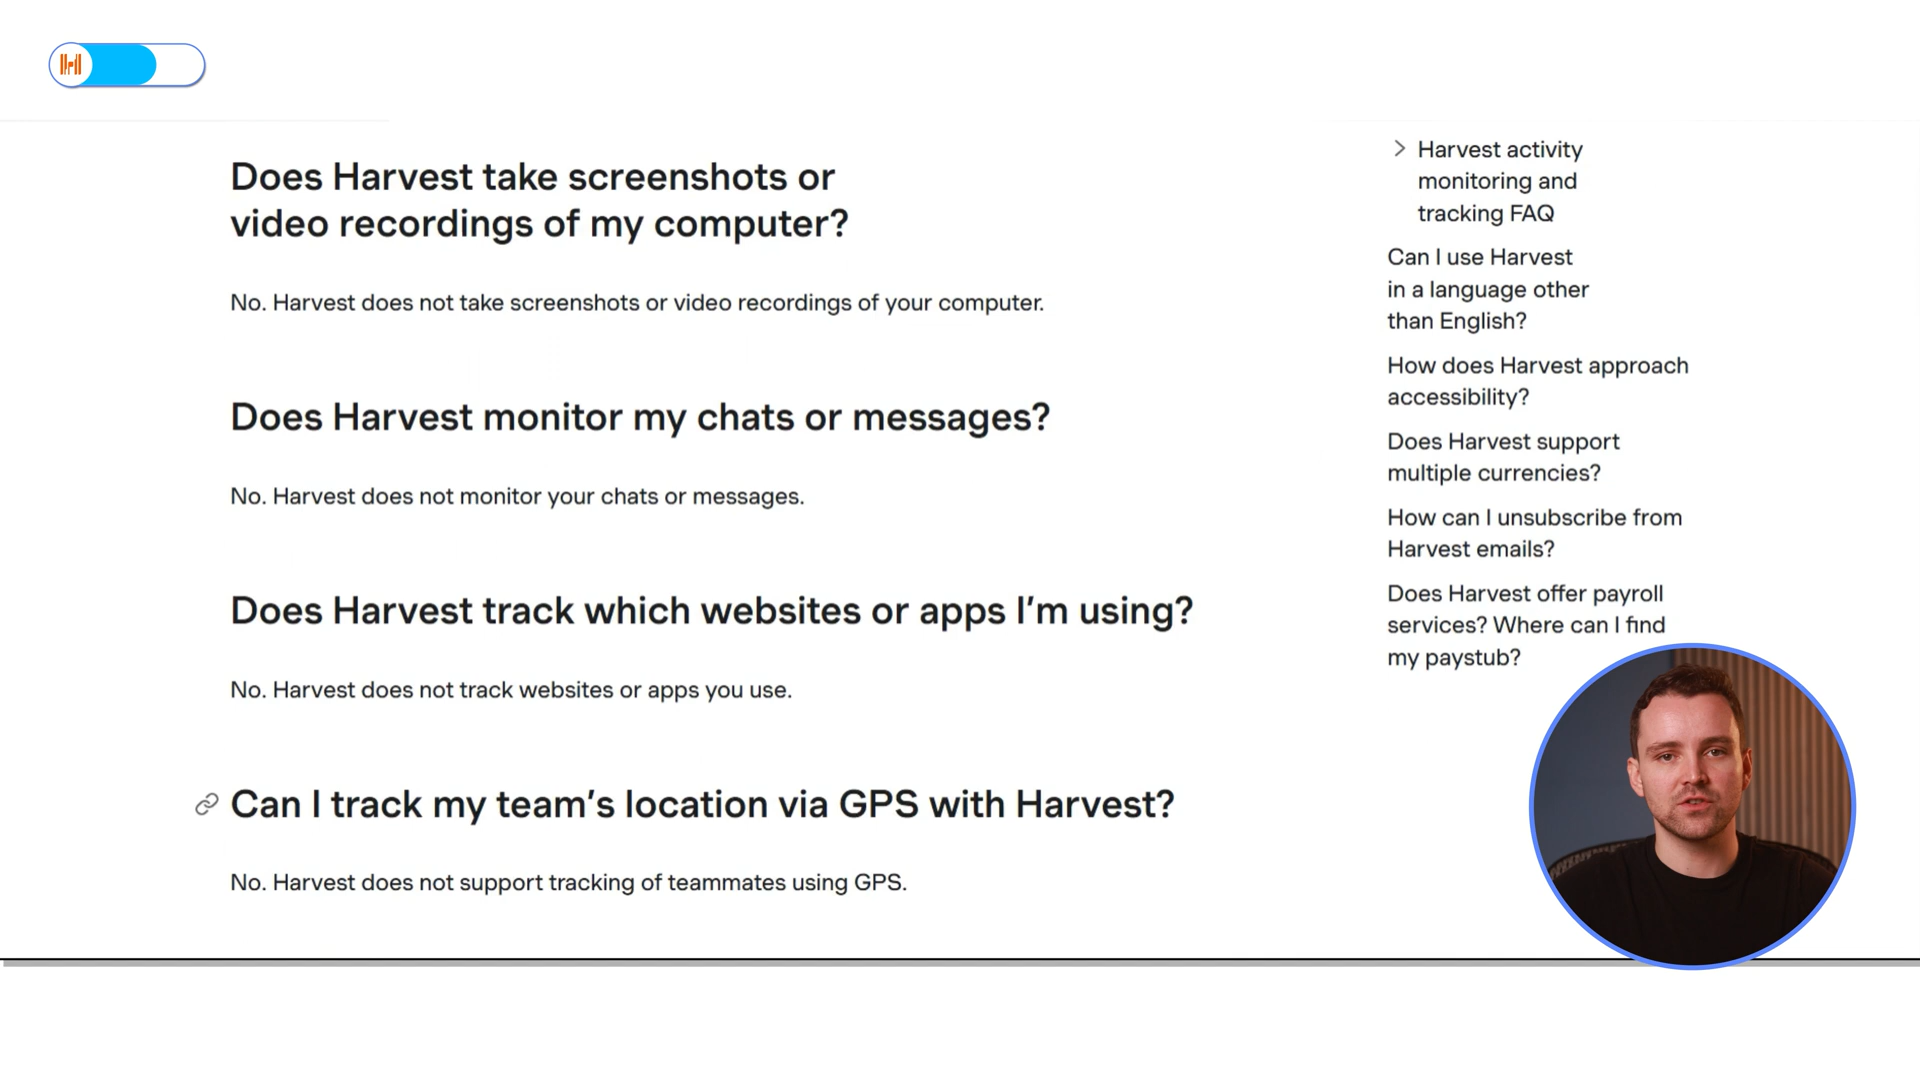 Does Harvest take screenshots or
video recordings of my computer?
No. Harvest does not take screenshots or video recordings of your computer.
Does Harvest monitor my chats or messages?
No. Harvest does not monitor your chats or messages.
Does Harvest track which websites or apps I’m using?
No. Harvest does not track websites or apps you use.
Can I track my team’s location via GPS with Harvest?
No. Harvest does not support tracking of teammates using GPS.
Harvest activity
monitoring and
tracking FAQ
Can I use Harvest
in a language other
than English?
How does Harvest approach
accessibility?
Does Harvest support
multiple currencies?
How can I unsubscribe from
Harvest emails?
Does Harvest offer payroll
services? Where can I find
my paystub?